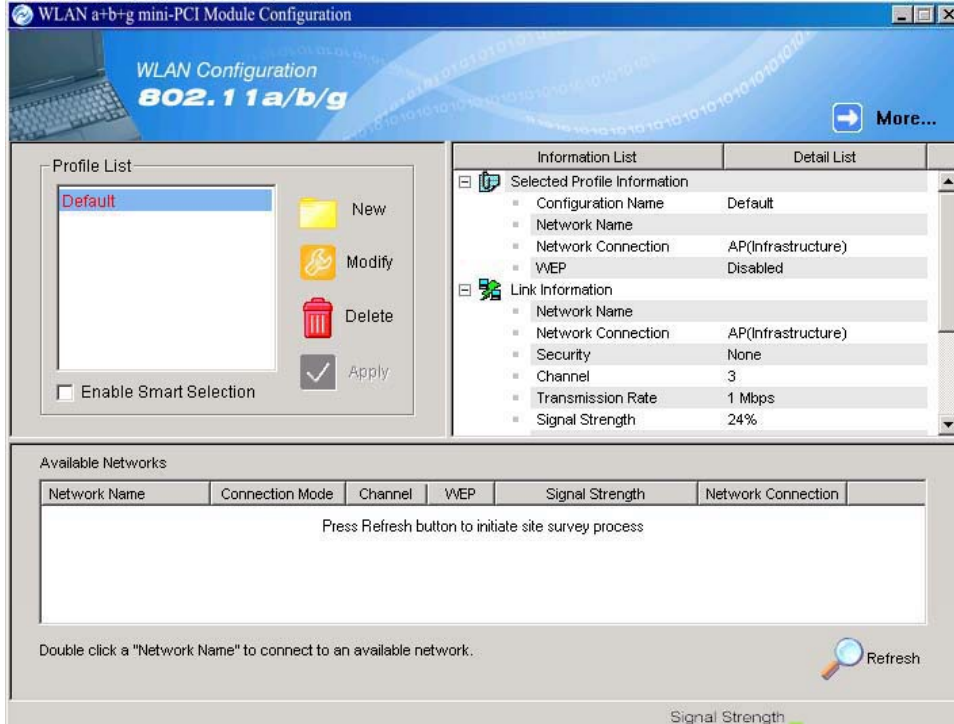 WLAN a+b+g mini-PCI Module Configuration
WLAN Configuration
802.11a/b/g
More...
Profile List
Default
New
Modify
Delete
Apply
Enable Smart Selection
Information List Detail List
Selected Profile Information
Configuration Name Default
Network Name
Network Connection AP(Infrastructure)
WEP Disabled
Link Information
Network Name
Network Connection AP(Infrastructure)
Security None
Channel 3
Transmission Rate 1 Mbps
Signal Strength 24%
Available Networks
Network Name Connection Mode Channel WEP Signal Strength Network Connection
Press Refresh button to initiate site survey process
Double click a "Network Name" to connect to an available network.
Refresh
Signal Strength